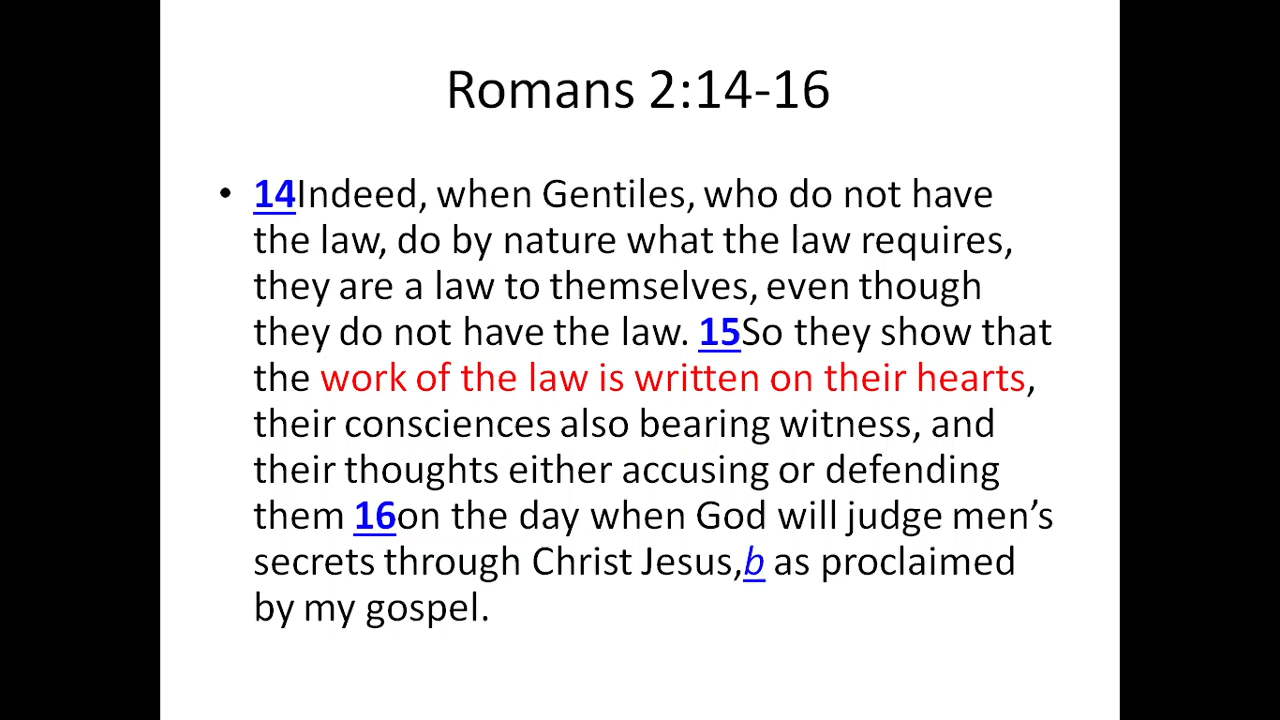 Romans 2:14-16
• 14Indeed, when Gentiles, who do not have
the law, do by nature what the law requires,
they are a law to themselves, even though
they do not have the law. 15So they show that
the work of the law is written on their hearts,
their consciences also bearing witness, and
their thoughts either accusing or defending
them 16on the day when God will judge men’s
secrets through Christ Jesus,b as proclaimed
by my gospel.